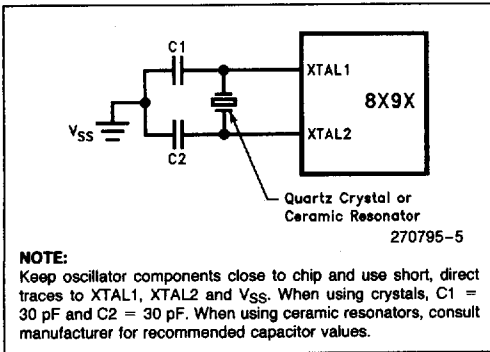 C1
XTAL1
8X9X
VSS
XTAL2
C2
Quartz Crystal or
Ceramic Resonator
270795-5
NOTE:
Keep oscillator components close to chip and use short, direct
traces to XTAL1, XTAL2 and VSS. When using crystals, C1 =
30 pF and C2 = 30 pF. When using ceramic resonators, consult
manufacturer for recommended capacitor values.